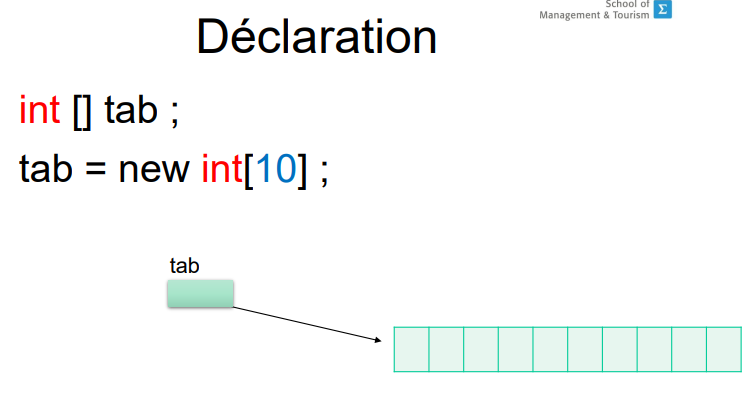 School of
Management & Tourism Σ
Déclaration
int [] tab ;
tab = new int[10] ;
tab